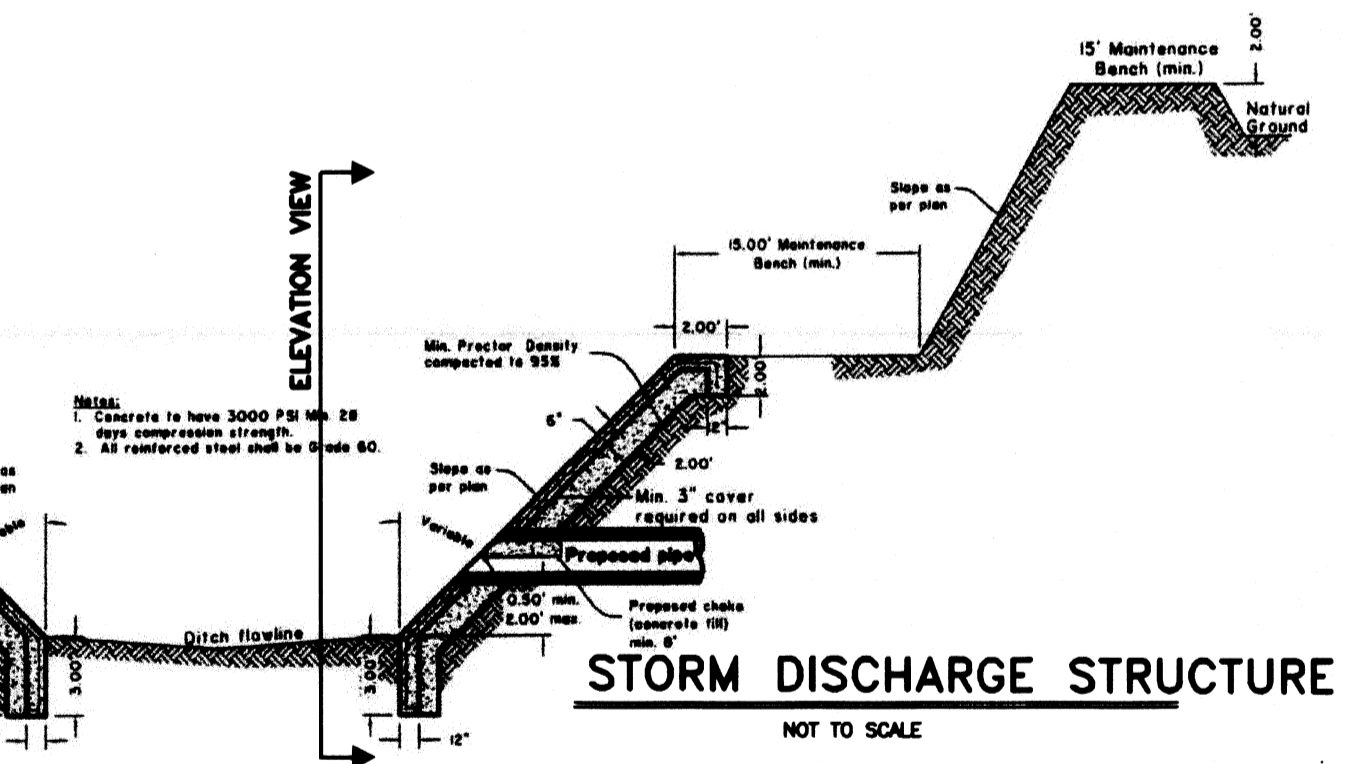 2.00'
15' Maintenance
Bench (min.)
Natural
Ground
ELEVATION VIEW
Slope as
per plan
15.00' Maintenance
Bench (min.)
2.00'
Min. Proctor Density
compacted to 95%
2.00'
Notes:
1. Concrete to have 3000 PSI Min. 28
days compression strength.
2. All reinforced steel shall be Grade 60.
6"
2.00'
as
Slope as
per plan
Min. 3" cover
required on all sides
Variable
Proposed pipe
0.50' min.
2.00' max.
Proposed choke
(concrete fill)
min. 6"
Ditch flowline
3.00'
3.00'
12"
STORM DISCHARGE STRUCTURE
NOT TO SCALE